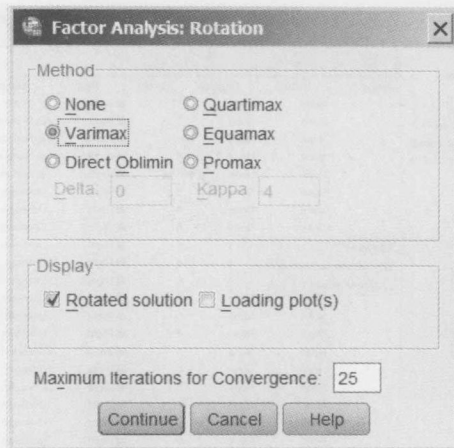 Factor Analysis: Rotation
Method
None Quartimax
Varimax Equamax
Direct Oblimin Promax
Delta: 0 Kappa 4
Display
Rotated solution Loading plot(s)
Maximum Iterations for Convergence: 25
Continue Cancel Help